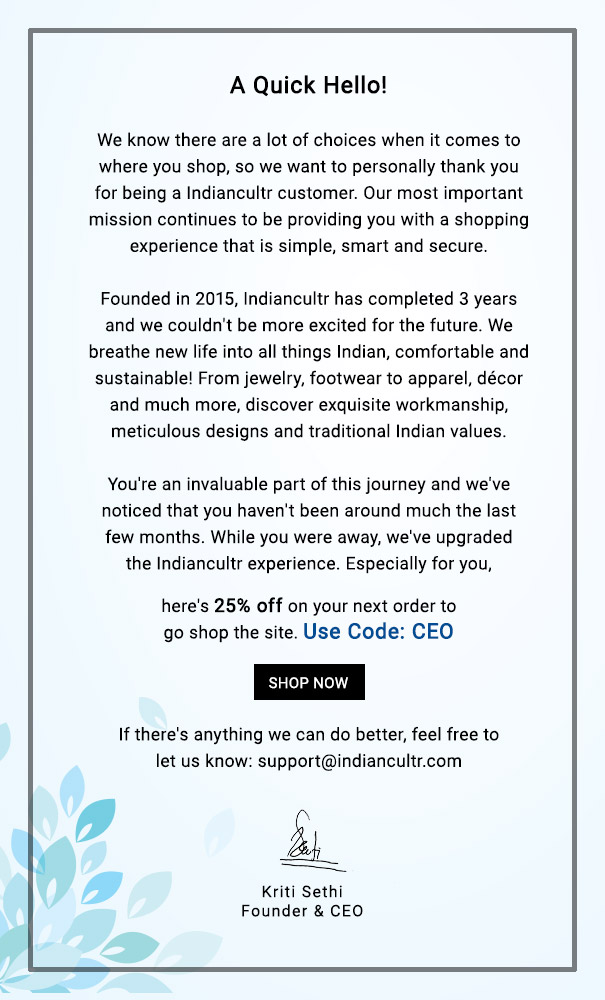 A Quick Hello!
We know there are a lot of choices when it comes to
where you shop, so we want to personally thank you
for being a Indiancultr customer. Our most important
mission continues to be providing you with a shopping
experience that is simple, smart and secure.
Founded in 2015, Indiancultr has completed 3 years
and we couldn't be more excited for the future. We
breathe new life into all things Indian, comfortable and
sustainable! From jewelry, footwear to apparel, décor
and much more, discover exquisite workmanship,
meticulous designs and traditional Indian values.
You're an invaluable part of this journey and we've
noticed that you haven't been around much the last
few months. While you were away, we've upgraded
the Indiancultr experience. Especially for you,
here's 25% off on your next order to
go shop the site. Use Code: CEO
SHOP NOW
If there's anything we can do better, feel free to
let us know: support@indiancultr.com
Kriti Sethi
Founder & CEO